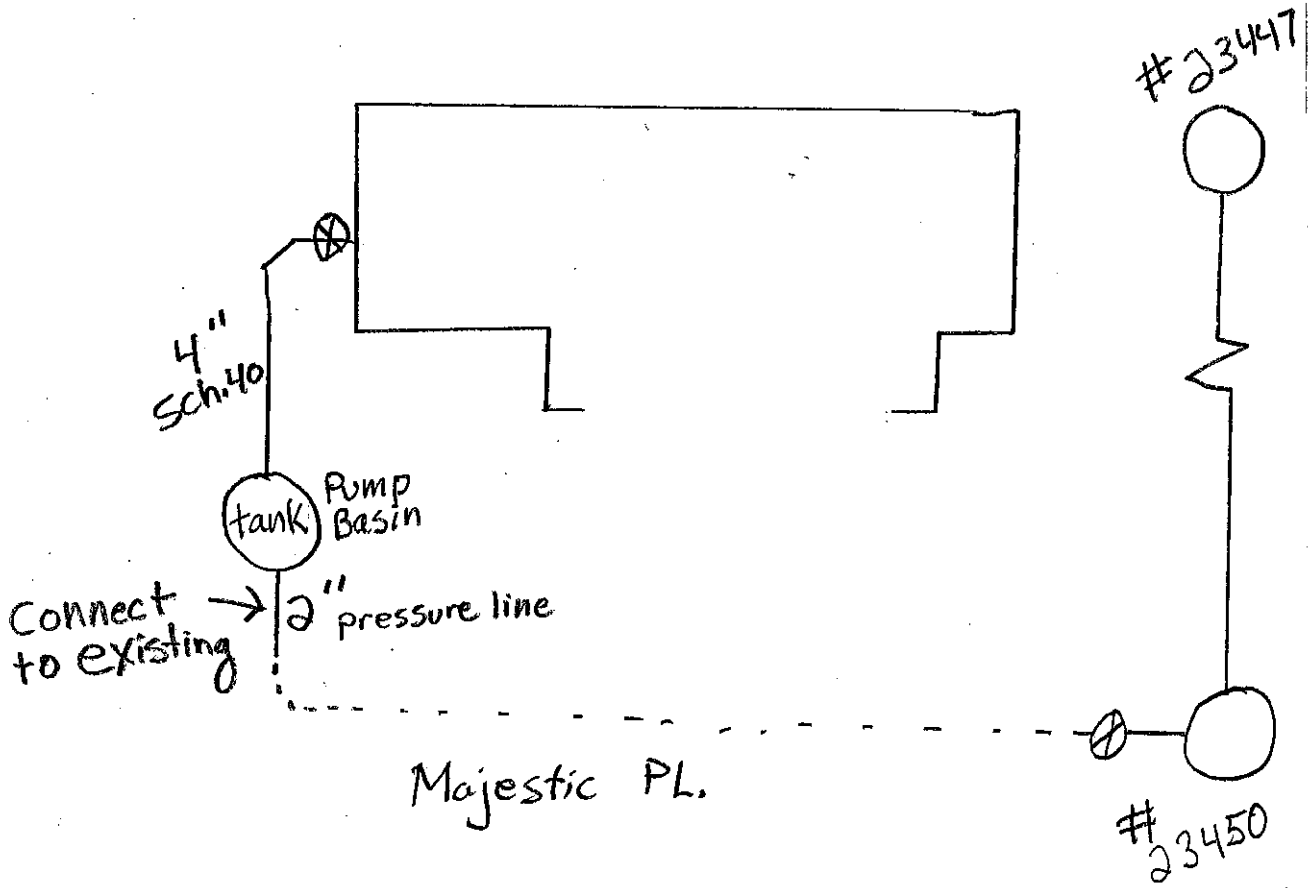 # 23447
4"
Sch.40
tank
Pump
Basin
Connect
to existing
2" pressure line
Majestic PL.
#
23450